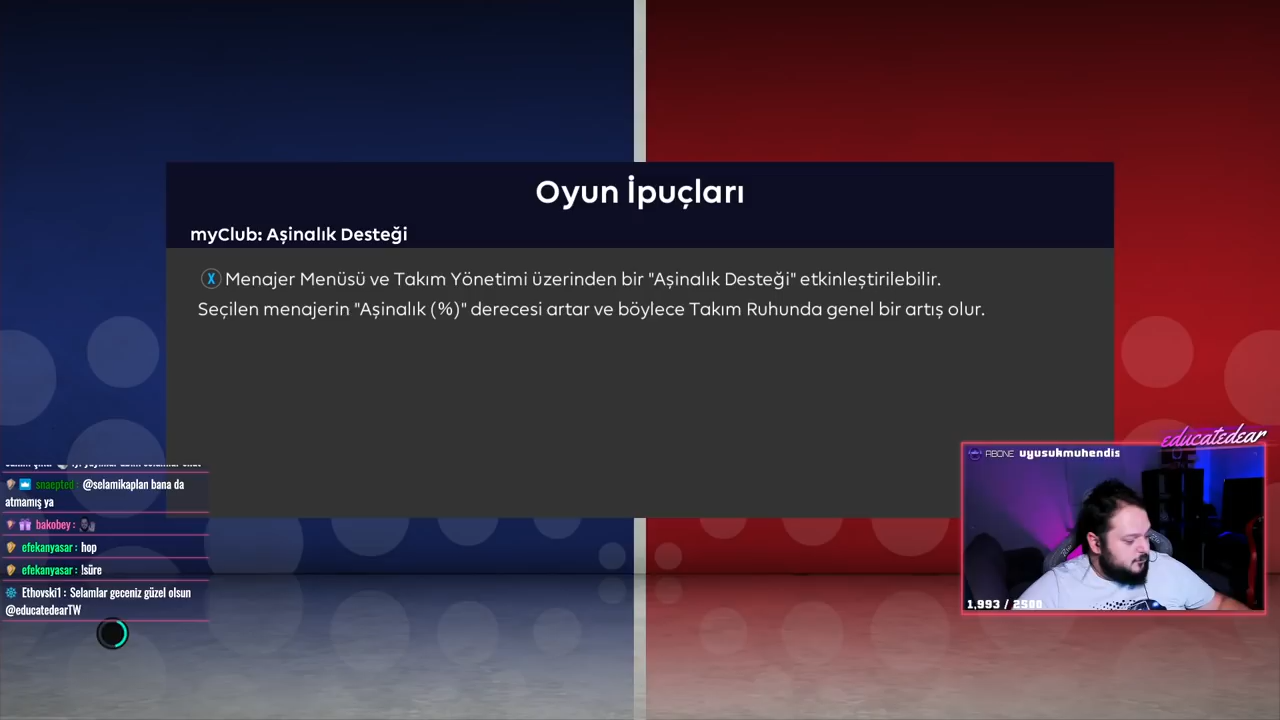 Oyun İpuçları
myClub: Aşinalık Desteği
X Menajer Menüsü ve Takım Yönetimi üzerinden bir "Aşinalık Desteği" etkinleştirilebilir.
Seçilen menajerin "Aşinalık (%)" derecesi artar ve böylece Takım Ruhunda genel bir artış olur.
snaepted : @selamikaplan bana da
atmamış ya
bakobey :
efekanyasar : hop
efekanyasar : !süre
Ethovski1 : Selamlar geceniz güzel olsun
@educatedearTW
educatedear
ABONE uyusukmuhendis
1,993 / 2500